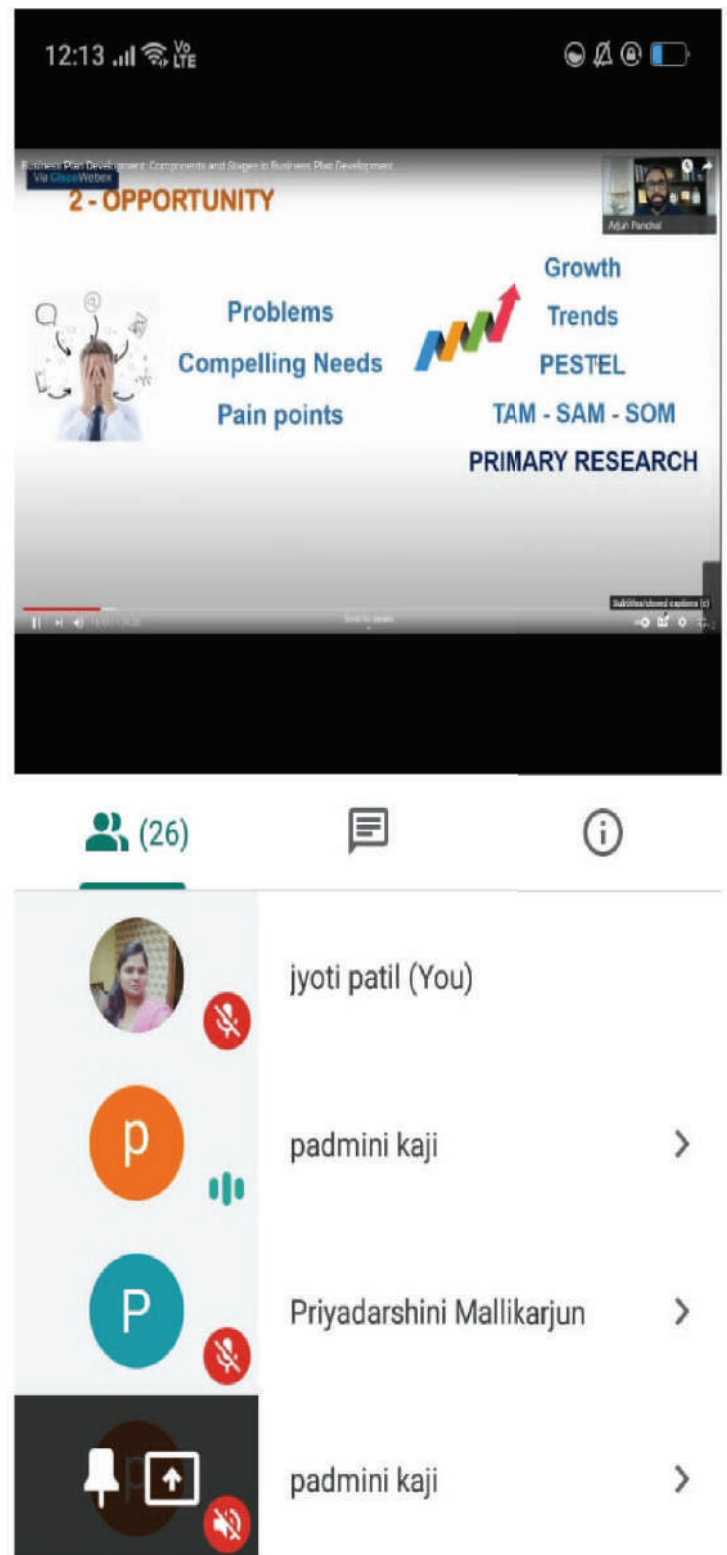 12:13
Vo
LTE
Business Plan Development: Components and Stages in Business Plan Development
Via Cisco Webex
2 - OPPORTUNITY
Arjun Panchal
Problems
Compelling Needs
Pain points
Growth
Trends
PESTEL
TAM - SAM - SOM
PRIMARY RESEARCH
Subtitles/closed captions (c)
(26)
jyoti patil (You)
p
padmini kaji
P
Priyadarshini Mallikarjun
p
padmini kaji